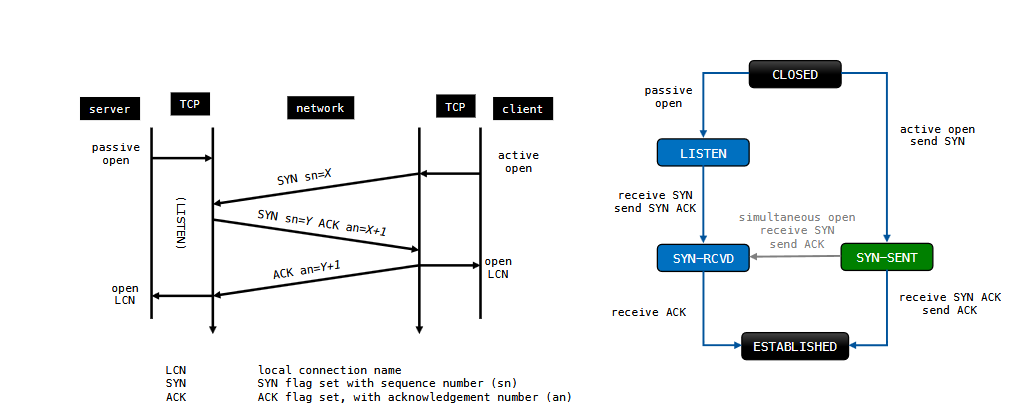 server
TCP
network
TCP
client
passive
open
active
open
SYN sn=X
(LISTEN)
SYN sn=Y ACK an=X+1
ACK an=Y+1
open
LCN
open
LCN
LCN local connection name
SYN SYN flag set with sequence number (sn)
ACK ACK flag set, with acknowledgement number (an)
CLOSED
passive
open
active open
send SYN
LISTEN
receive SYN
send SYN ACK
simultaneous open
receive SYN
send ACK
SYN–RCVD
SYN–SENT
receive ACK
receive SYN ACK
send ACK
ESTABLISHED